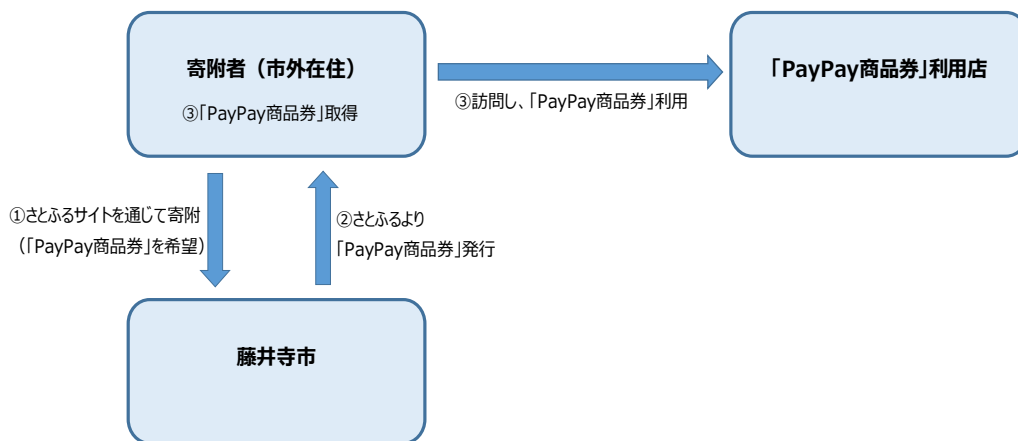 寄附者（市外在住）
③「PayPay商品券」取得
「PayPay商品券」利用店
③訪問し、「PayPay商品券」利用
①さとふるサイトを通じて寄附
（「PayPay商品券」を希望）
②さとふるより
「PayPay商品券」発行
藤井寺市